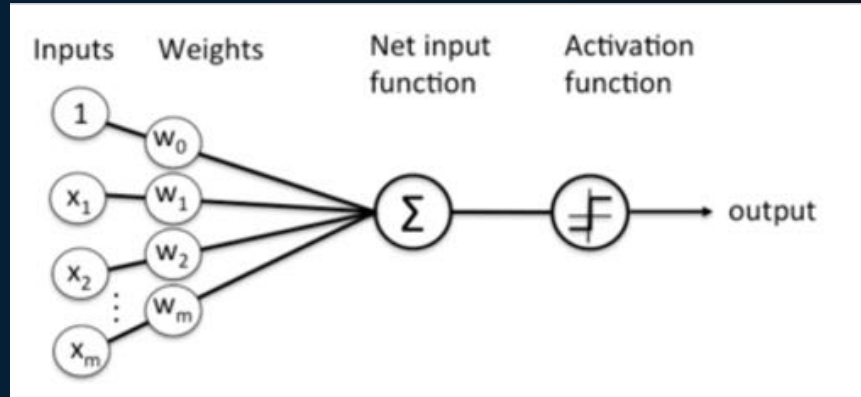 Inputs Weights Net input function Activation function
1
w₀
x₁ w₁
x₂ w₂
⋮
xₘ wₘ
Σ
output